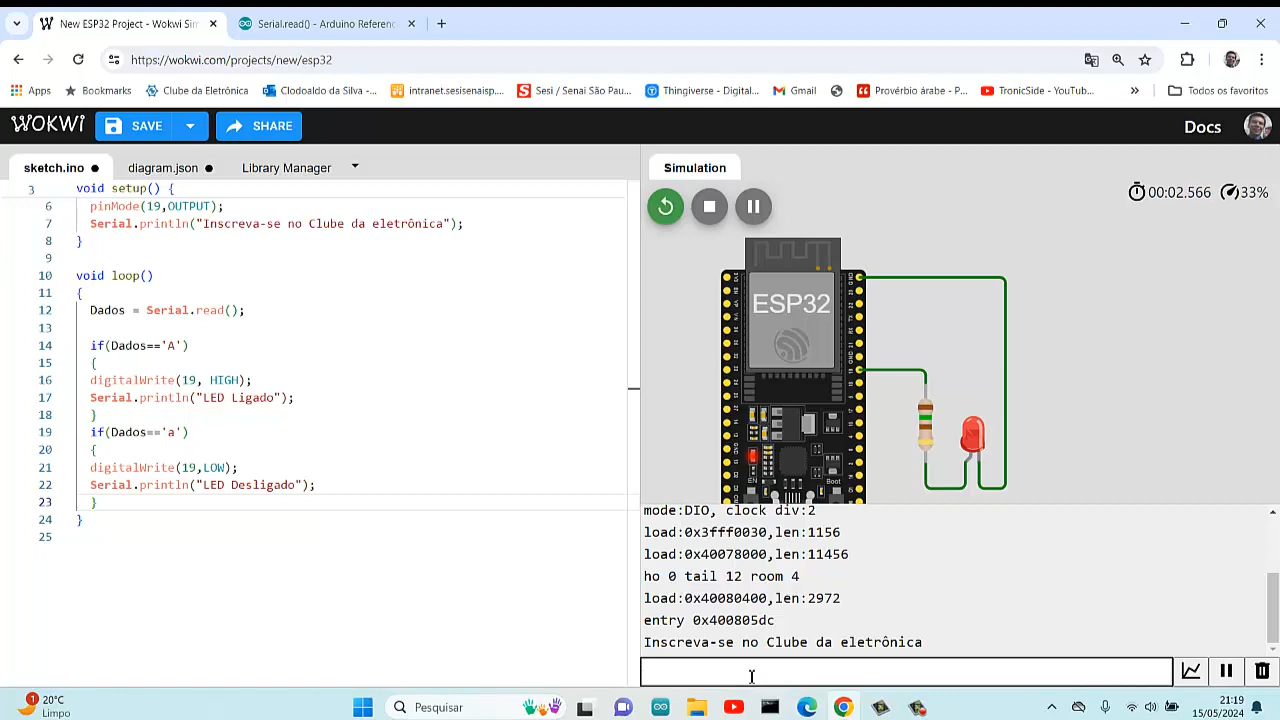 New ESP32 Project - Wokwi Sim
Serial.read() - Arduino Referenc
https://wokwi.com/projects/new/esp32
Apps
Bookmarks
Clube da Eletrônica
Clodoaldo da Silva -...
intranet.sesisenaisp...
Sesi / Senai São Pau...
Thingiverse - Digital...
Gmail
Provérbio árabe - P...
TronicSide - YouTub...
Todos os favoritos
WOKWI
SAVE
SHARE
Docs
sketch.ino
diagram.json
Library Manager
Simulation
3 void setup() {
6 pinMode(19,OUTPUT);
7 Serial.println("Inscreva-se no Clube da eletrônica");
8 }
9
10 void loop()
11 {
12 Dados = Serial.read();
13
14 if(Dados=='A')
15 {
16 digitalWrite(19, HIGH);
17 Serial.println("LED Ligado");
18 }
19 if(Dados=='a')
20 {
21 digitalWrite(19,LOW);
22 Serial.println("LED Desligado");
23 }
24 }
25
00:02.566
33%
ESP32
EN
Boot
mode:DIO, clock div:2
load:0x3fff0030,len:1156
load:0x40078000,len:11456
ho 0 tail 12 room 4
load:0x40080400,len:2972
entry 0x400805dc
Inscreva-se no Clube da eletrônica
1
20°C
Limpo
Pesquisar
21:19
15/05/2024